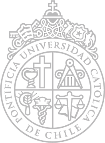 PONTIFICIA UNIVERSIDAD CATOLICA
DE CHILE